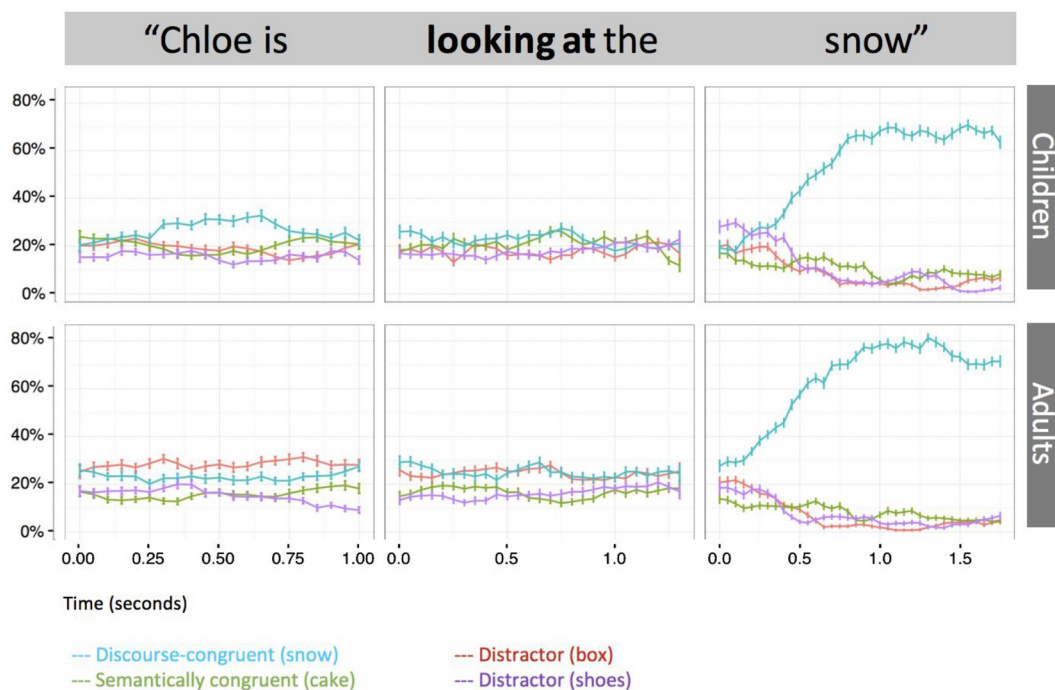 “Chloe is looking at the snow”
80%
60%
40%
20%
0%
Children
80%
60%
40%
20%
0%
Adults
0.00 0.25 0.50 0.75 1.00 0.0 0.5 1.0 0.0 0.5 1.0 1.5
Time (seconds)
--- Discourse-congruent (snow) --- Distractor (box)
--- Semantically congruent (cake) --- Distractor (shoes)